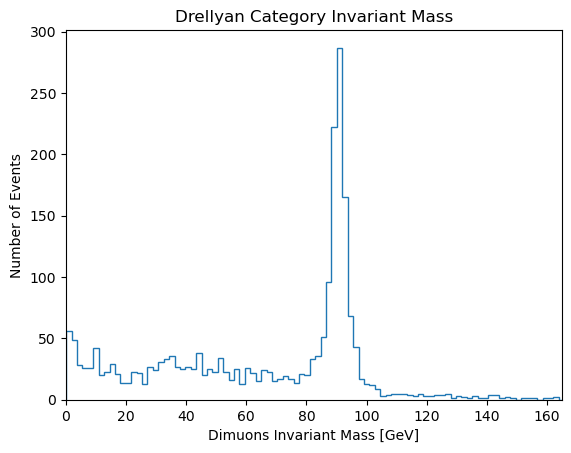 Drellyan Category Invariant Mass
Number of Events
300
250
200
150
100
50
0
0 20 40 60 80 100 120 140 160
Dimuons Invariant Mass [GeV]